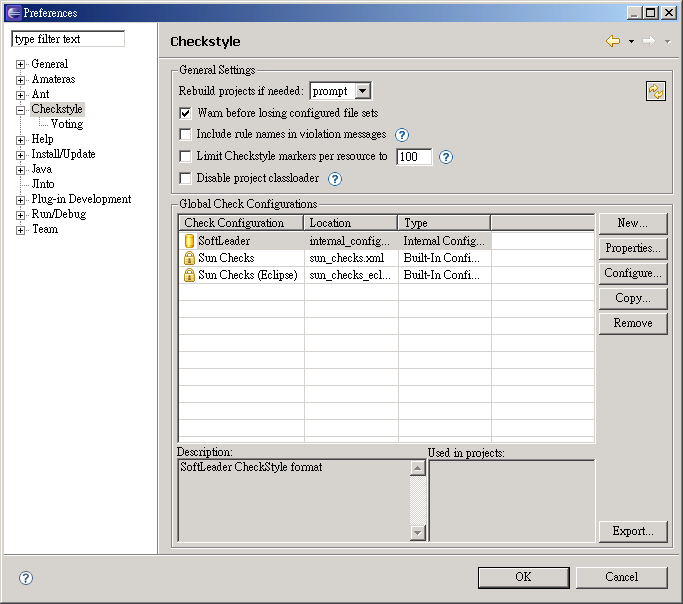 Preferences
type filter text
General
Amateras
Ant
Checkstyle
Voting
Help
Install/Update
Java
JInto
Plug-in Development
Run/Debug
Team
Checkstyle
General Settings
Rebuild projects if needed: prompt
Warn before losing configured file sets
Include rule names in violation messages
Limit Checkstyle markers per resource to 100
Disable project classloader
Global Check Configurations
Check Configuration Location Type
SoftLeader internal_config... Internal Config...
Sun Checks sun_checks.xml Built-In Confi...
Sun Checks (Eclipse) sun_checks_ecl... Built-In Confi...
New...
Properties...
Configure...
Copy...
Remove
Description:
SoftLeader CheckStyle format
Used in projects:
Export...
OK Cancel